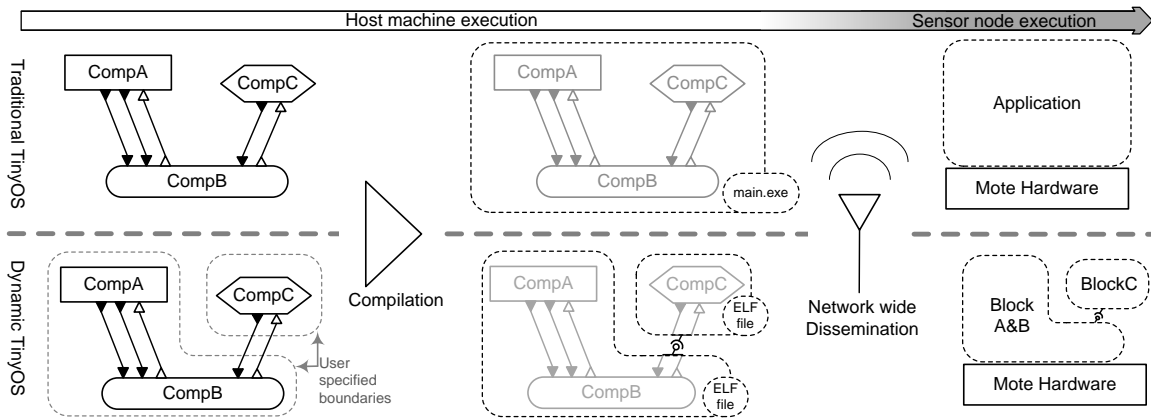 Host machine execution
Sensor node execution
Traditional TinyOS
CompA
CompC
CompB
CompA
CompC
CompB
main.exe
Application
Mote Hardware
Compilation
Network wide
Dissemination
Dynamic TinyOS
CompA
CompC
CompB
User
specified
boundaries
CompA
CompC
ELF
file
CompB
ELF
file
Block
A&B
BlockC
Mote Hardware